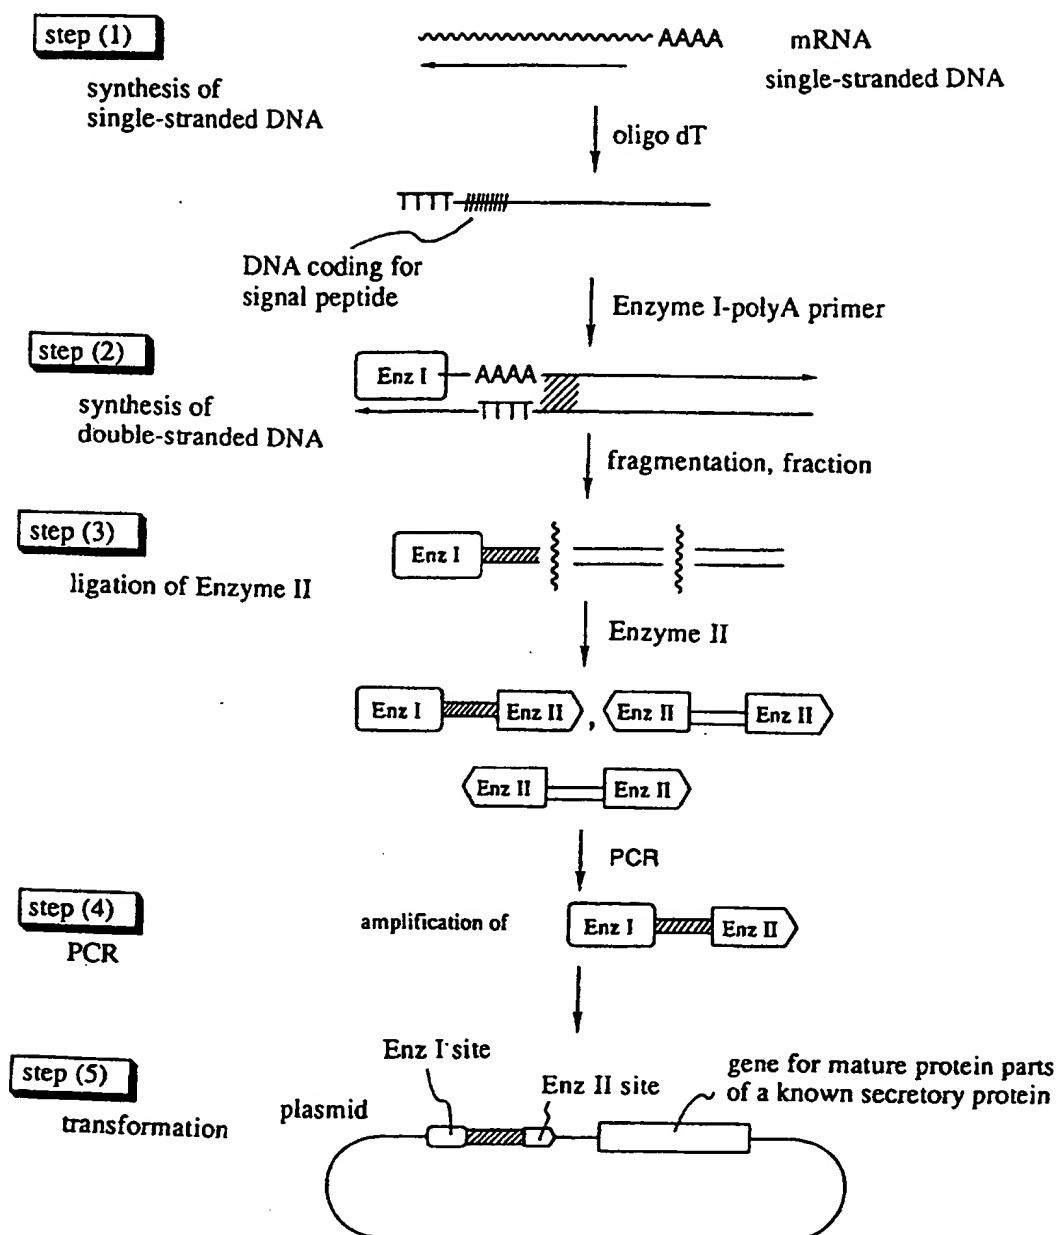 step (1)
AAAA mRNA
single-stranded DNA
synthesis of
single-stranded DNA
oligo dT
TTTT
DNA coding for
signal peptide
Enzyme I-polyA primer
step (2)
Enz I AAAA
TTTT
synthesis of
double-stranded DNA
fragmentation, fraction
step (3)
Enz I
ligation of Enzyme II
Enzyme II
Enz I Enz II , Enz II Enz II
Enz II Enz II
PCR
step (4)
amplification of Enz I Enz II
PCR
Enz I site
step (5)
Enz II site
gene for mature protein parts
of a known secretory protein
plasmid
transformation